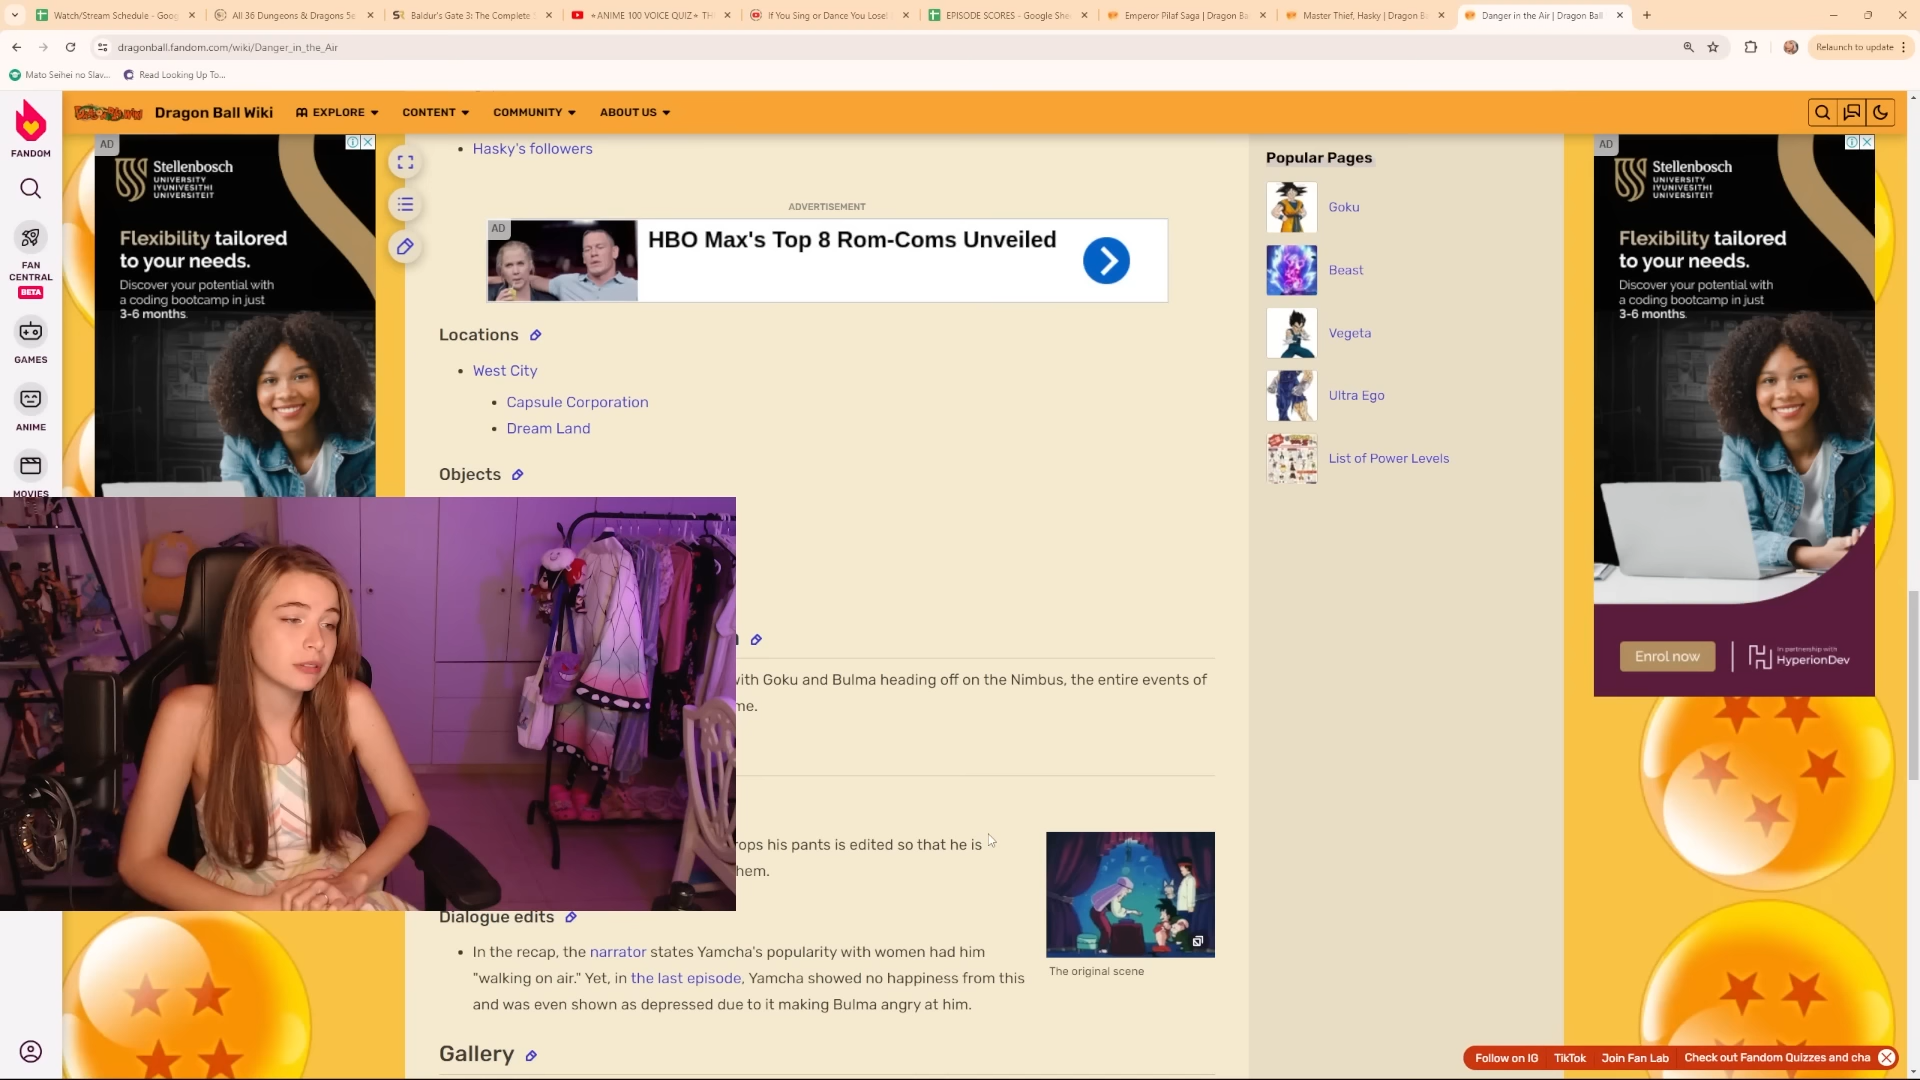 Watch/Stream Schedule - Goog
All 36 Dungeons & Dragons 5e
Baldur's Gate 3: The Complete S
★ANIME 100 VOICE QUIZ★ TH
If You Sing or Dance You Lose!
EPISODE SCORES - Google She
Emperor Pilaf Saga | Dragon Ba
Master Thief, Hasky | Dragon B
Danger in the Air | Dragon Ball
dragonball.fandom.com/wiki/Danger_in_the_Air
Relaunch to update
Mato Seihei no Slav...
Read Looking Up To...
FANDOM
Dragon Ball Wiki
EXPLORE
CONTENT
COMMUNITY
ABOUT US
FAN
CENTRAL
BETA
GAMES
ANIME
MOVIES
AD
Stellenbosch
UNIVERSITY
IYUNIVESITHI
UNIVERSITEIT
Flexibility tailored
to your needs.
Discover your potential with
a coding bootcamp in just
3-6 months.
Hasky's followers
ADVERTISEMENT
AD
HBO Max's Top 8 Rom-Coms Unveiled
Locations
West City
Capsule Corporation
Dream Land
Objects
with Goku and Bulma heading off on the Nimbus, the entire events of
me.
rops his pants is edited so that he is
hem.
The original scene
Dialogue edits
In the recap, the narrator states Yamcha's popularity with women had him
"walking on air." Yet, in the last episode, Yamcha showed no happiness from this
and was even shown as depressed due to it making Bulma angry at him.
Gallery
Popular Pages
Goku
Beast
Vegeta
Ultra Ego
List of Power Levels
AD
Stellenbosch
UNIVERSITY
IYUNIVESITHI
UNIVERSITEIT
Flexibility tailored
to your needs.
Discover your potential with
a coding bootcamp in just
3-6 months.
Enrol now
In partnership with
HyperionDev
Follow on IG
TikTok
Join Fan Lab
Check out Fandom Quizzes and cha